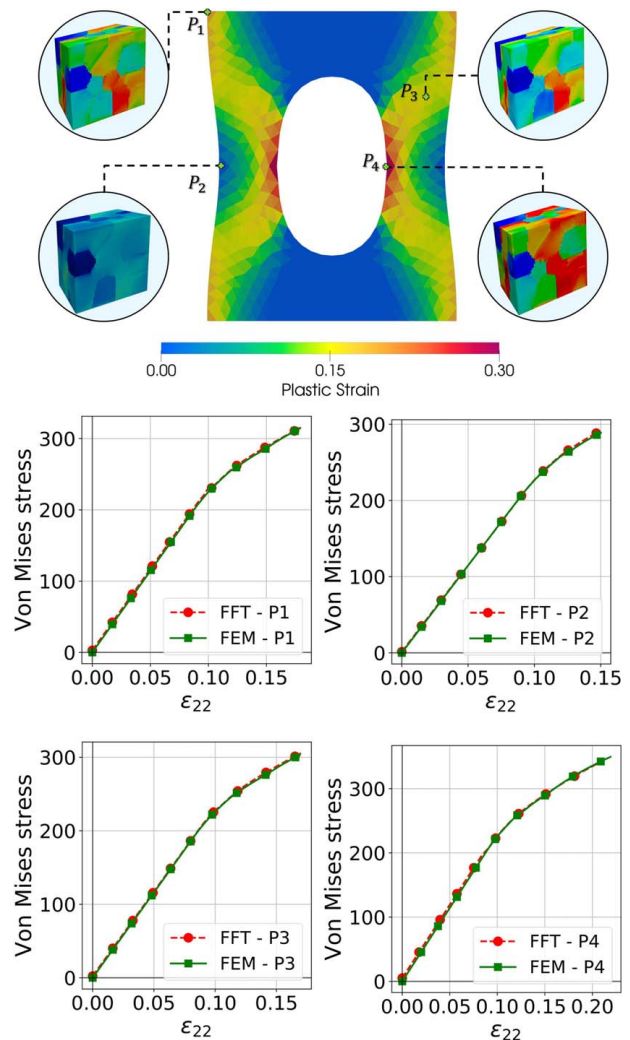 P1
P3
P2
P4
0.00 0.15 0.30
Plastic Strain
Von Mises stress
300
200
100
0
FFT - P1
FEM - P1
0.00 0.05 0.10 0.15
ε22
Von Mises stress
300
200
100
0
FFT - P2
FEM - P2
0.00 0.05 0.10 0.15
ε22
Von Mises stress
300
200
100
0
FFT - P3
FEM - P3
0.00 0.05 0.10 0.15
ε22
Von Mises stress
300
200
100
0
FFT - P4
FEM - P4
0.00 0.05 0.10 0.15 0.20
ε22